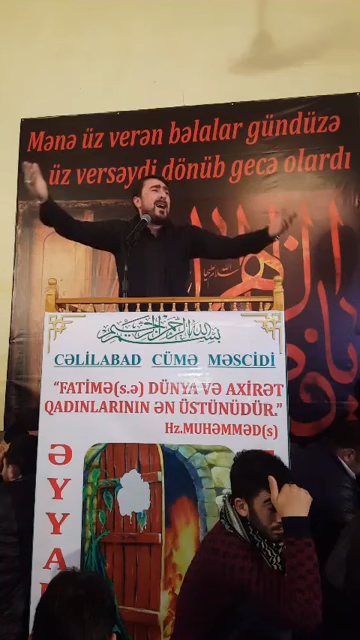 Mənə üz verən bəlalar gündüzə
üz versəydi dönüb gecə olardı
بسم الله الرحمن الرحيم
CƏLİLABAD CÜMƏ MƏSCİDİ
“FATİMƏ(s.ə) DÜNYA VƏ AXİRƏT
QADINLARININ ƏN ÜSTÜNÜDÜR.”
Hz.MUHƏMMƏD(s)
ƏYYA